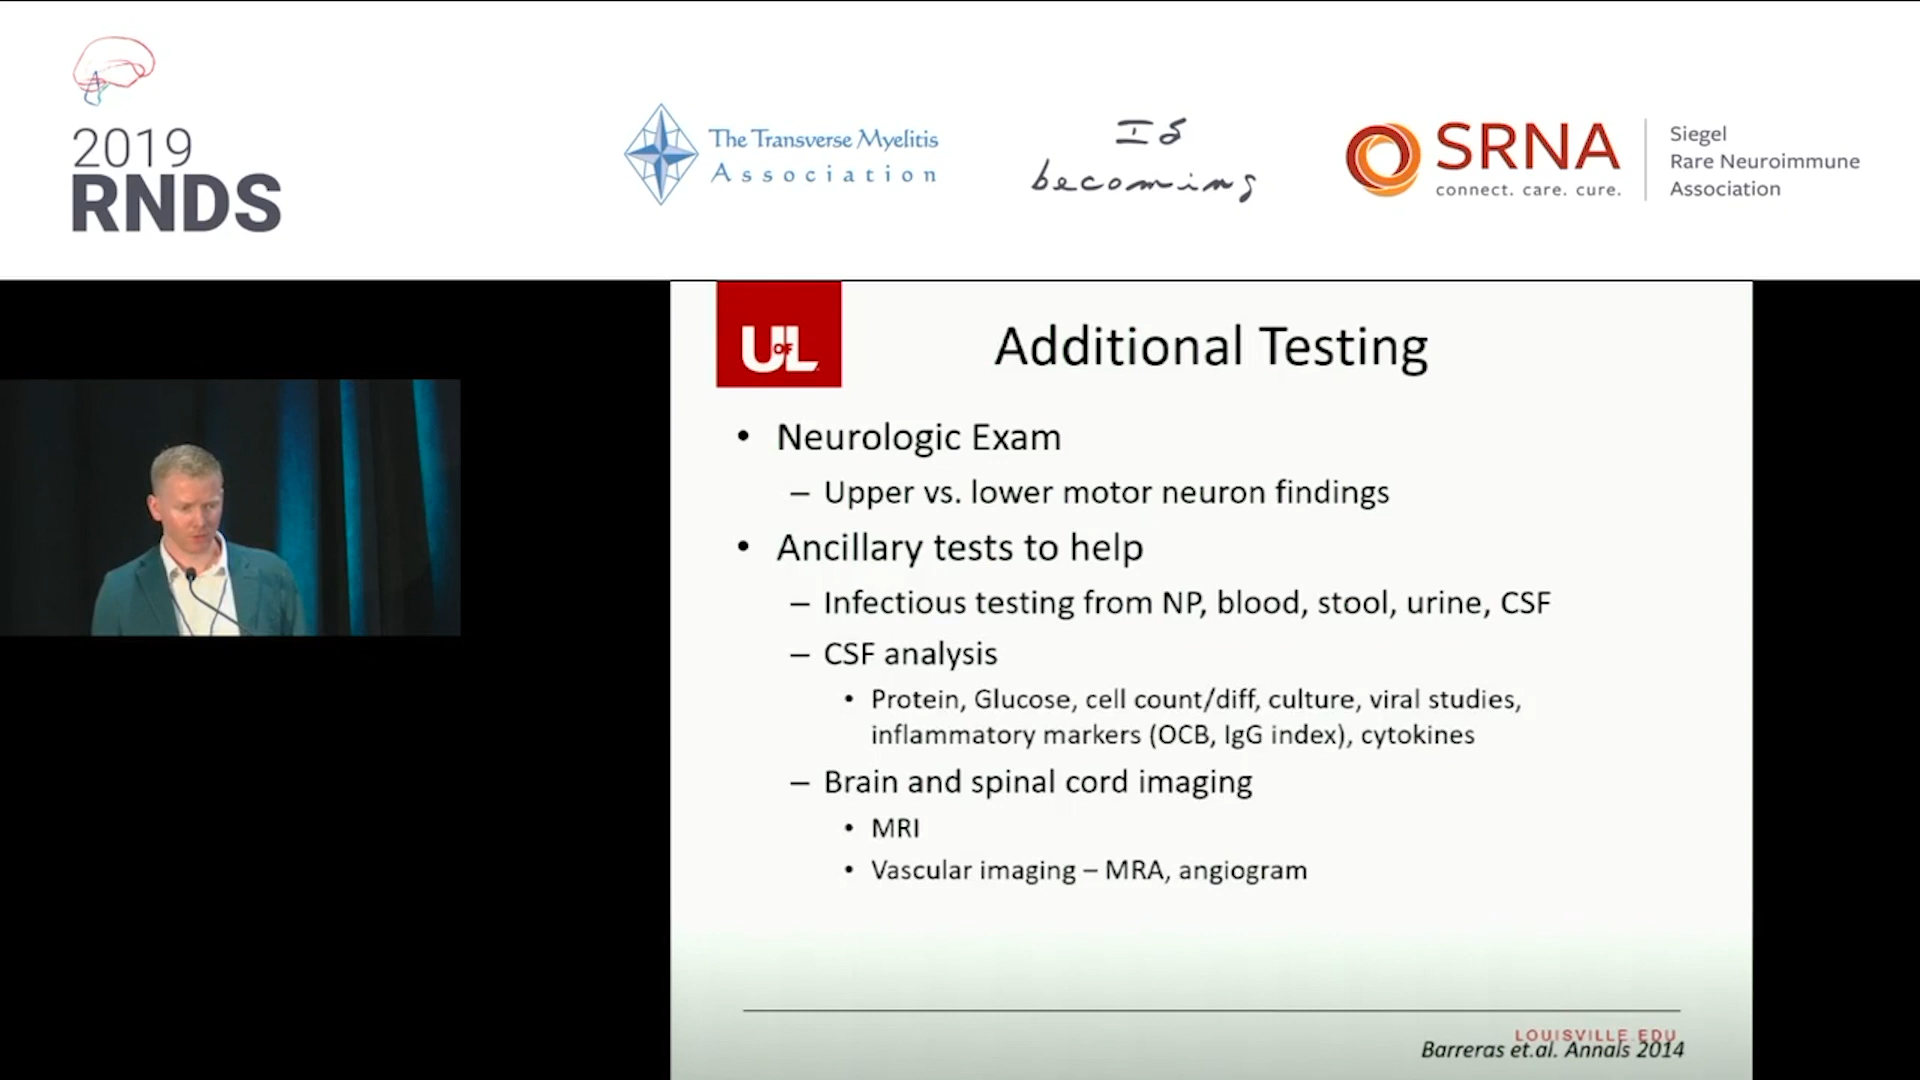 2019
RNDS
The Transverse Myelitis
Association
IS
becoming
SRNA
connect. care. cure.
Siegel
Rare Neuroimmune
Association
UofL
Additional Testing
• Neurologic Exam
– Upper vs. lower motor neuron findings
• Ancillary tests to help
– Infectious testing from NP, blood, stool, urine, CSF
– CSF analysis
• Protein, Glucose, cell count/diff, culture, viral studies,
inflammatory markers (OCB, IgG index), cytokines
– Brain and spinal cord imaging
• MRI
• Vascular imaging – MRA, angiogram
LOUISVILLE.EDU
Barreras et.al. Annals 2014